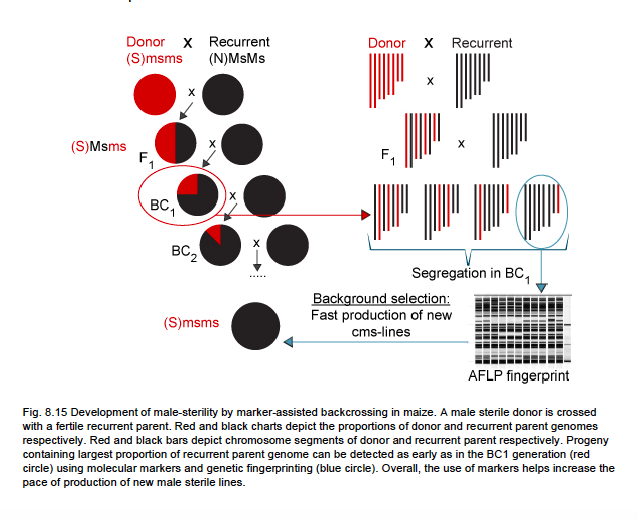 Donor X Recurrent
(S)msms (N)MsMs
x
(S)Msms
F1
x
BC1
x
BC2
x
.....
(S)msms
Donor X Recurrent
x
F1
x
Segregation in BC1
Background selection:
Fast production of new
cms-lines
AFLP fingerprint
Fig. 8.15 Development of male-sterility by marker-assisted backcrossing in maize. A male sterile donor is crossed
with a fertile recurrent parent. Red and black charts depict the proportions of donor and recurrent parent genomes
respectively. Red and black bars depict chromosome segments of donor and recurrent parent respectively. Progeny
containing largest proportion of recurrent parent genome can be detected as early as in the BC1 generation (red
circle) using molecular markers and genetic fingerprinting (blue circle). Overall, the use of markers helps increase the
pace of production of new male sterile lines.